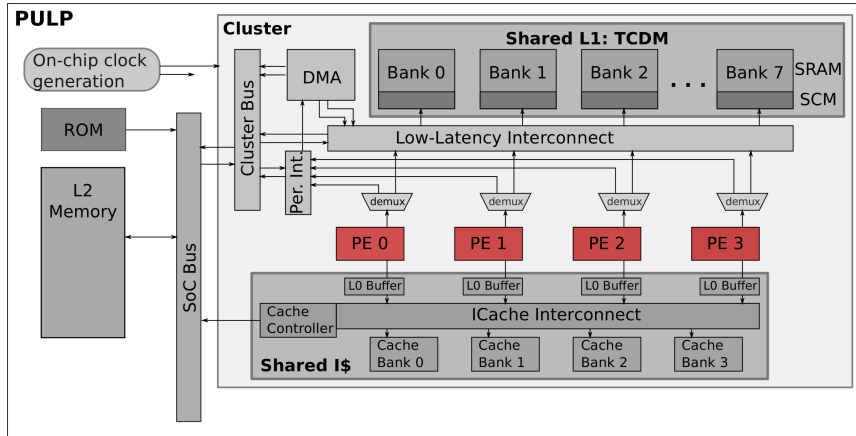 PULP
Cluster
On-chip clock
generation
Shared L1: TCDM
Bank 0
Bank 1
Bank 2
...
Bank 7
SRAM
SCM
DMA
Cluster Bus
ROM
Low-Latency Interconnect
Per. Int.
L2
Memory
SoC Bus
demux
demux
demux
demux
PE 0
PE 1
PE 2
PE 3
L0 Buffer
L0 Buffer
L0 Buffer
L0 Buffer
Cache
Controller
ICache Interconnect
Shared I$
Cache
Bank 0
Cache
Bank 1
Cache
Bank 2
Cache
Bank 3